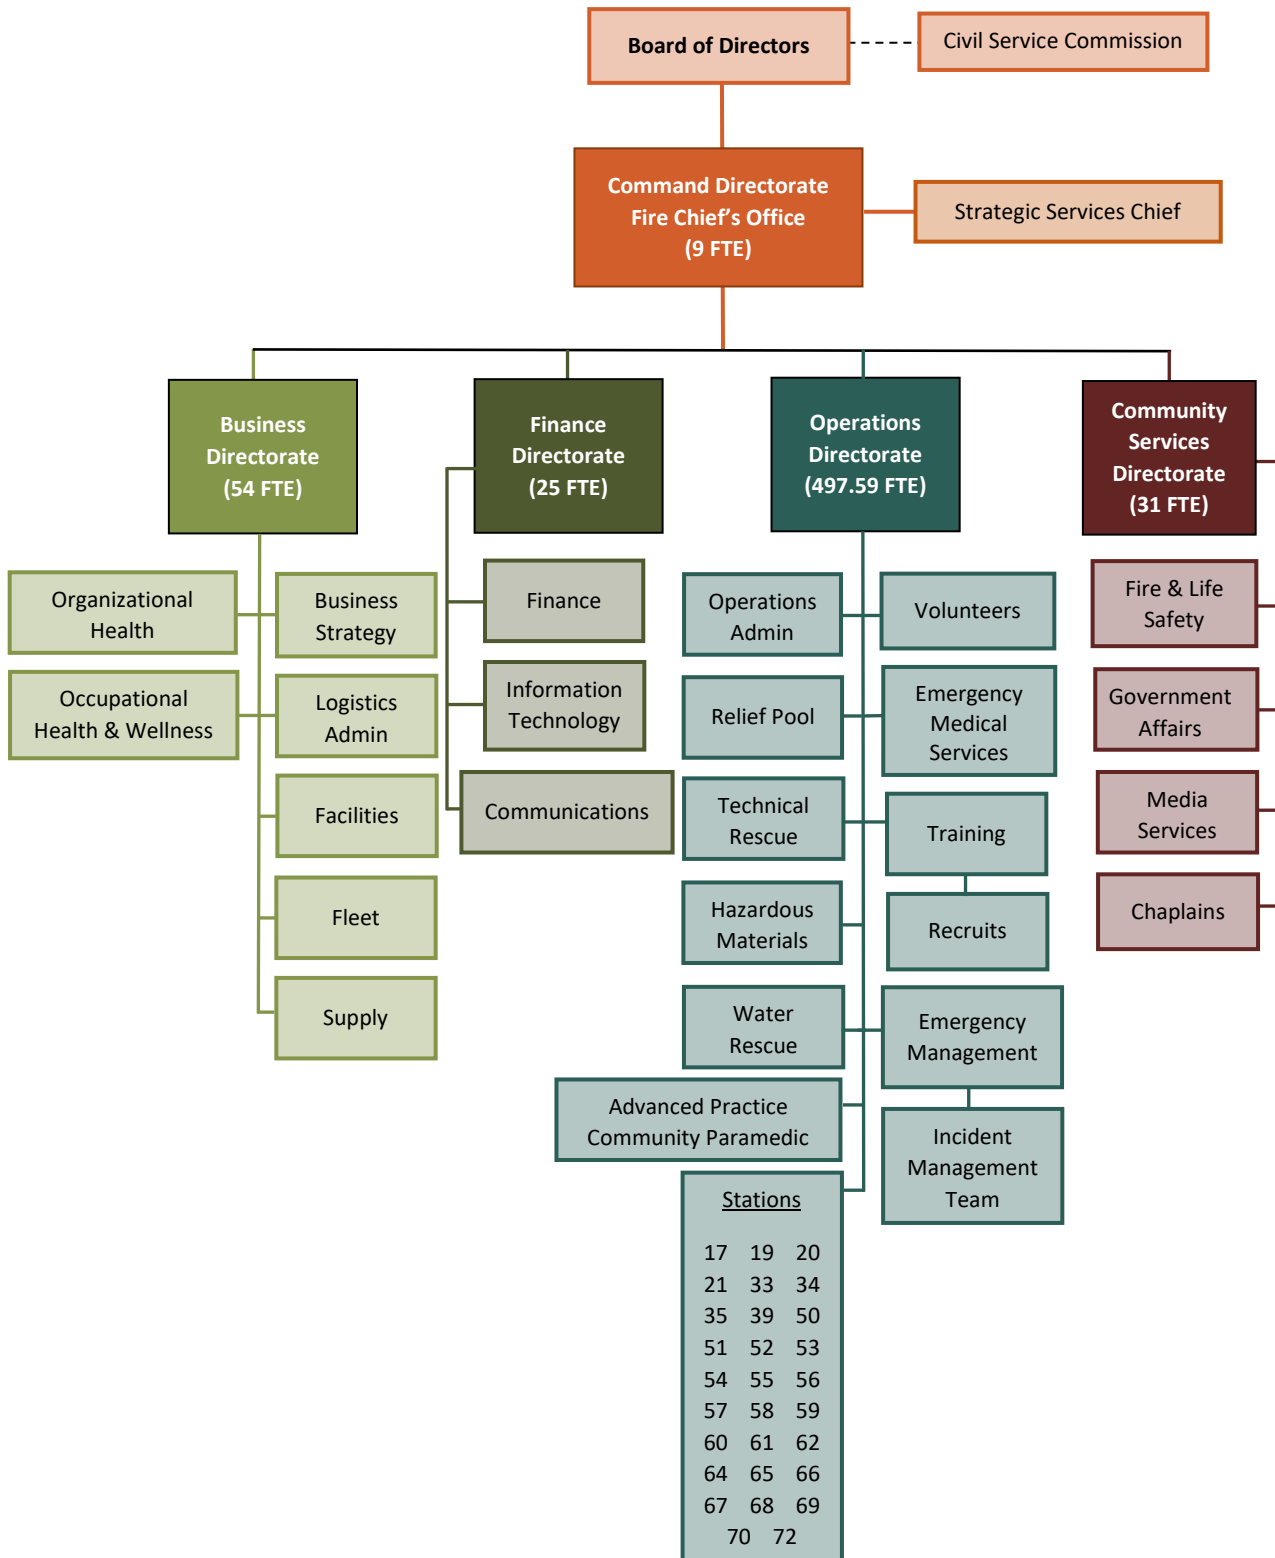 Board of Directors
Civil Service Commission
Command Directorate
Fire Chief’s Office
(9 FTE)
Strategic Services Chief
Business
Directorate
(54 FTE)
Finance
Directorate
(25 FTE)
Operations
Directorate
(497.59 FTE)
Community
Services
Directorate
(31 FTE)
Organizational
Health
Business
Strategy
Occupational
Health & Wellness
Logistics
Admin
Facilities
Fleet
Supply
Finance
Information
Technology
Communications
Operations
Admin
Volunteers
Relief Pool
Emergency
Medical
Services
Technical
Rescue
Training
Hazardous
Materials
Recruits
Water
Rescue
Emergency
Management
Advanced Practice
Community Paramedic
Incident
Management
Team
Stations
17 19 20
21 33 34
35 39 50
51 52 53
54 55 56
57 58 59
60 61 62
64 65 66
67 68 69
70 72
Fire & Life
Safety
Government
Affairs
Media
Services
Chaplains